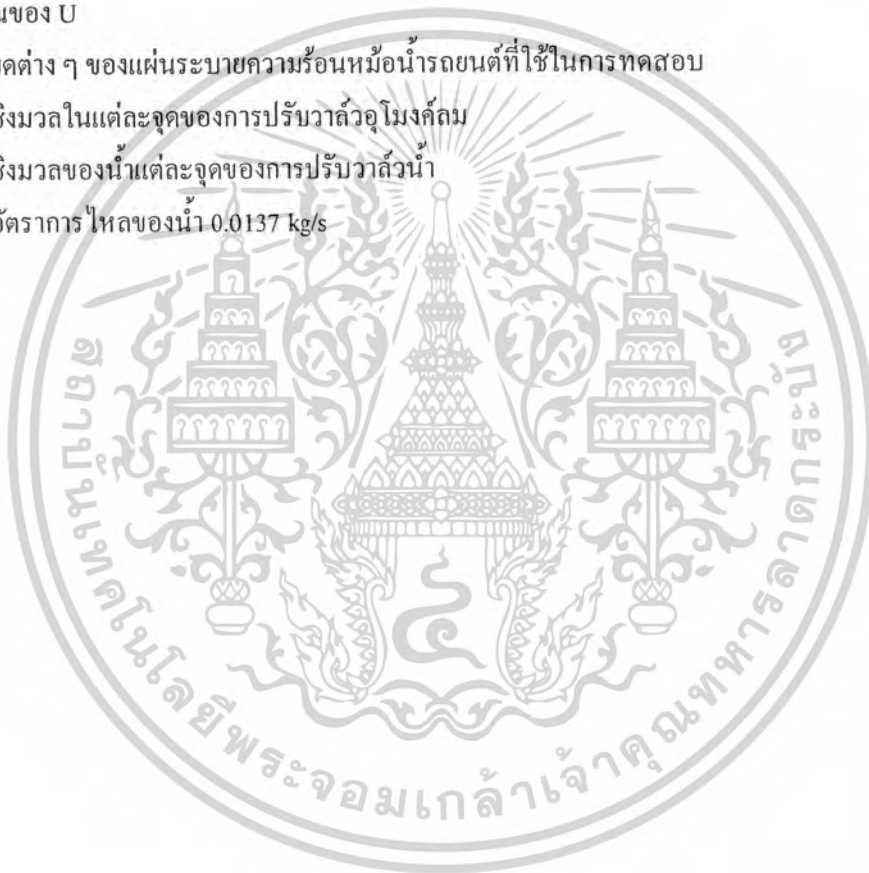 นของ U
ยดต่าง ๆ ของแผ่นระบายความร้อนหม้อน้ำรถยนต์ที่ใช้ในการทดสอบ
ชิงมวลในแต่ละจุดของการปรับวาล์วอุโมงค์ลม
ชิงมวลของน้ำแต่ละจุดของการปรับวาล์วน้ำ
อัตราการไหลของน้ำ 0.0137 kg/s
สถาบันเทคโนโลยีพระจอมเกล้าเจ้าคุณทหารลาดกระบัง